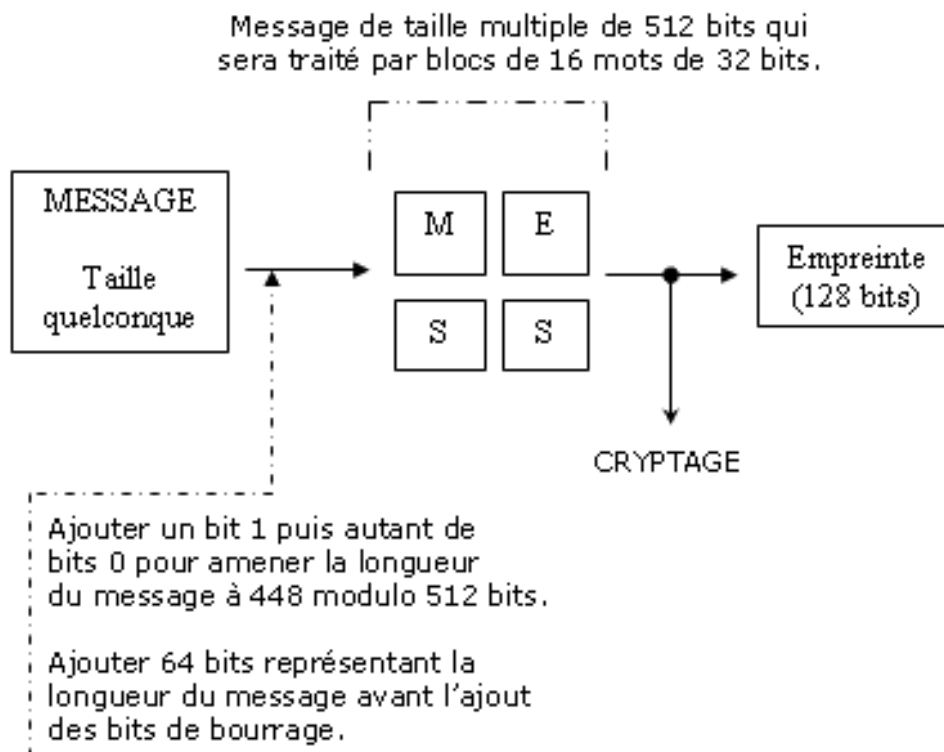 Message de taille multiple de 512 bits qui
sera traité par blocs de 16 mots de 32 bits.
MESSAGE
Taille
quelconque
M
E
S
S
Empreinte
(128 bits)
CRYPTAGE
Ajouter un bit 1 puis autant de
bits 0 pour amener la longueur
du message à 448 modulo 512 bits.
Ajouter 64 bits représentant la
longueur du message avant l'ajout
des bits de bourrage.